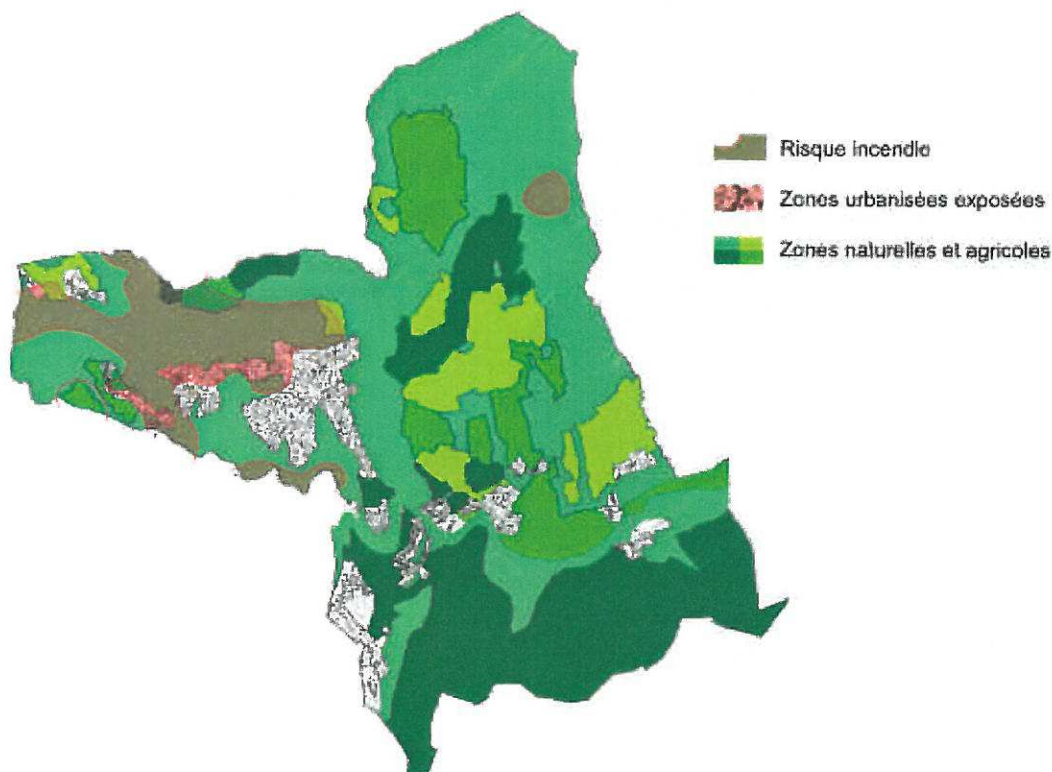 Risque incendie
Zones urbanisées exposées
Zones naturelles et agricoles